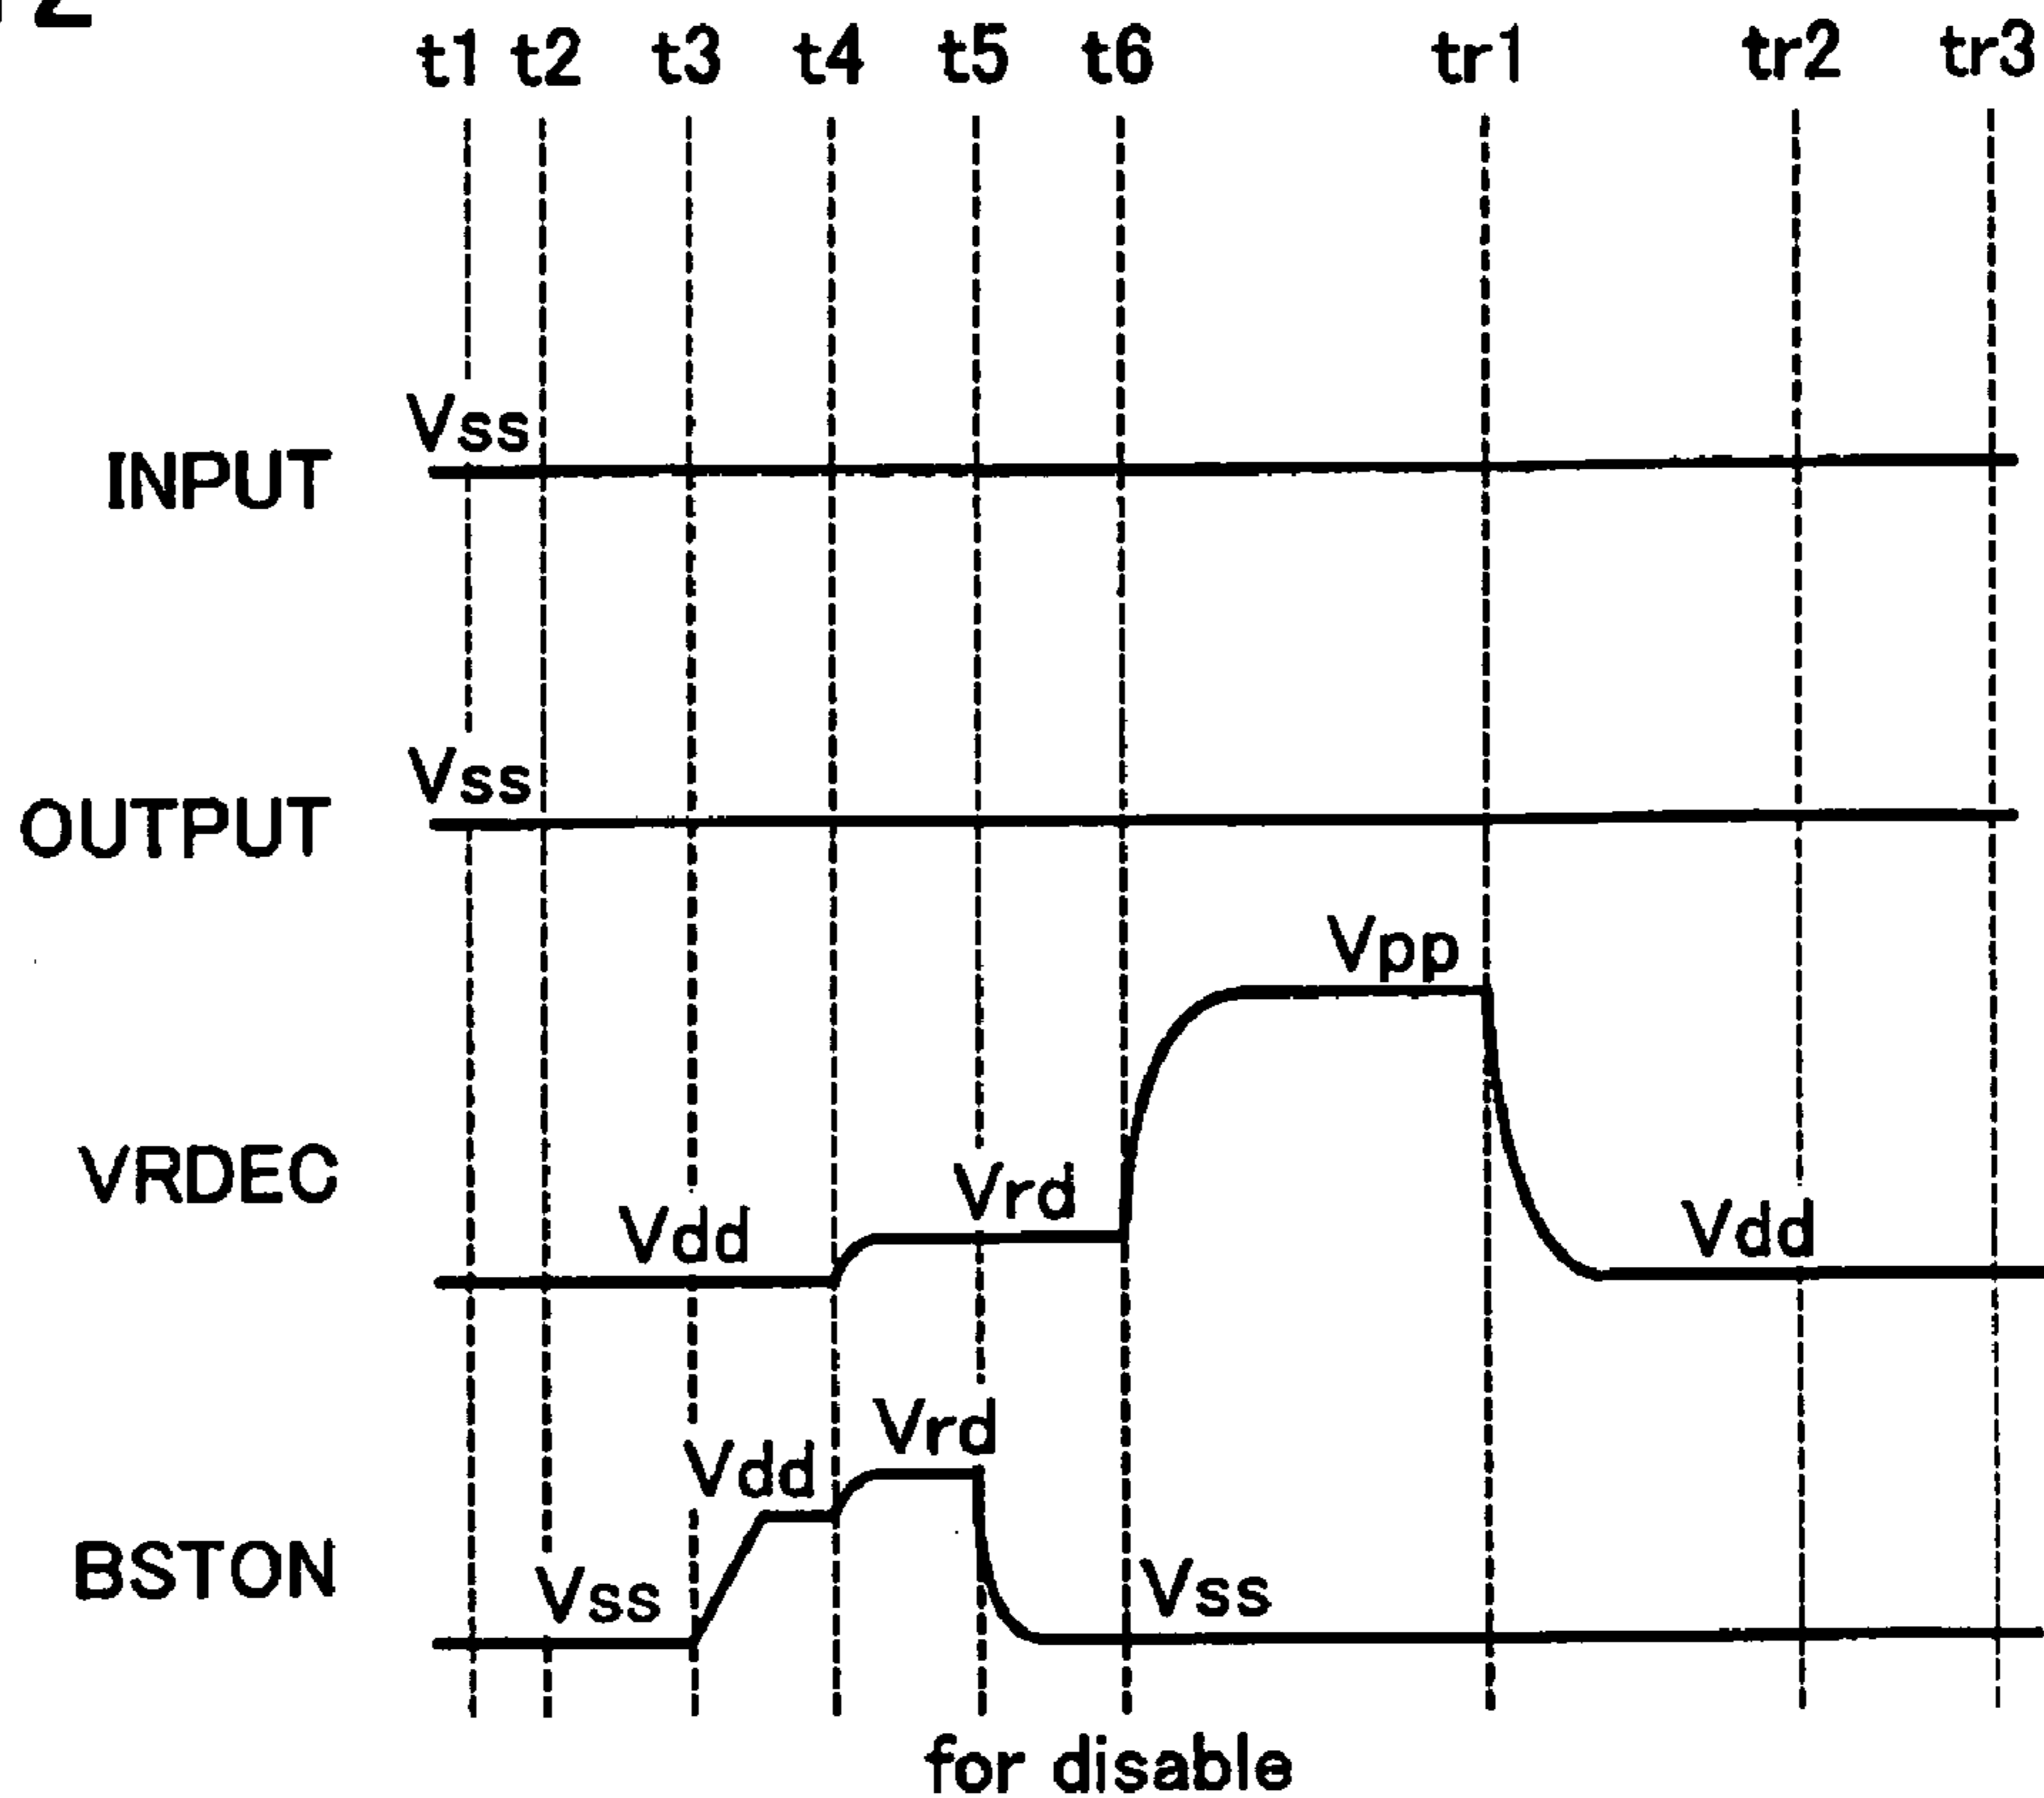 2
t1 t2 t3 t4 t5 t6 tr1 tr2 tr3
Vss
INPUT
Vss
OUTPUT
Vpp
VRDEC
Vdd
Vrd
Vdd
Vrd
Vdd
BSTON
Vss
Vss
for disable